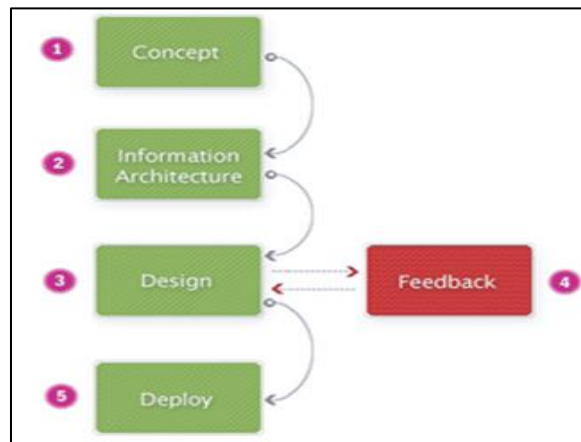 1
Concept
2
Information
Architecture
3
Design
Feedback
4
5
Deploy